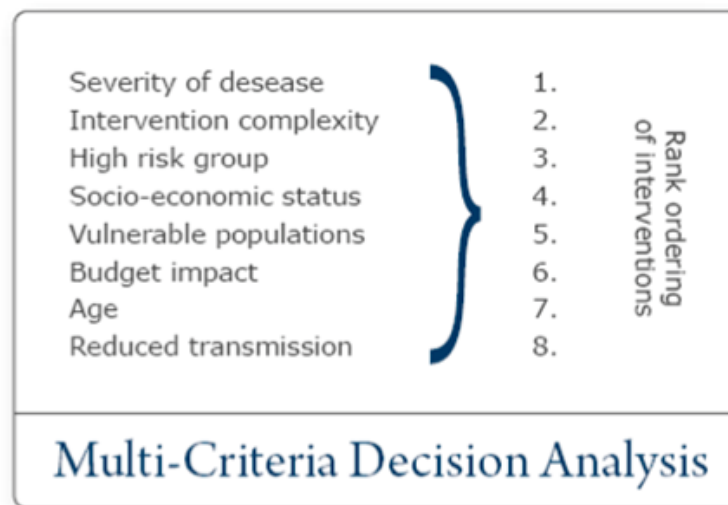 Severity of desease
Intervention complexity
High risk group
Socio-economic status
Vulnerable populations
Budget impact
Age
Reduced transmission
1.
2.
3.
4.
5.
6.
7.
8.
Rank ordering
of interventions
Multi-Criteria Decision Analysis